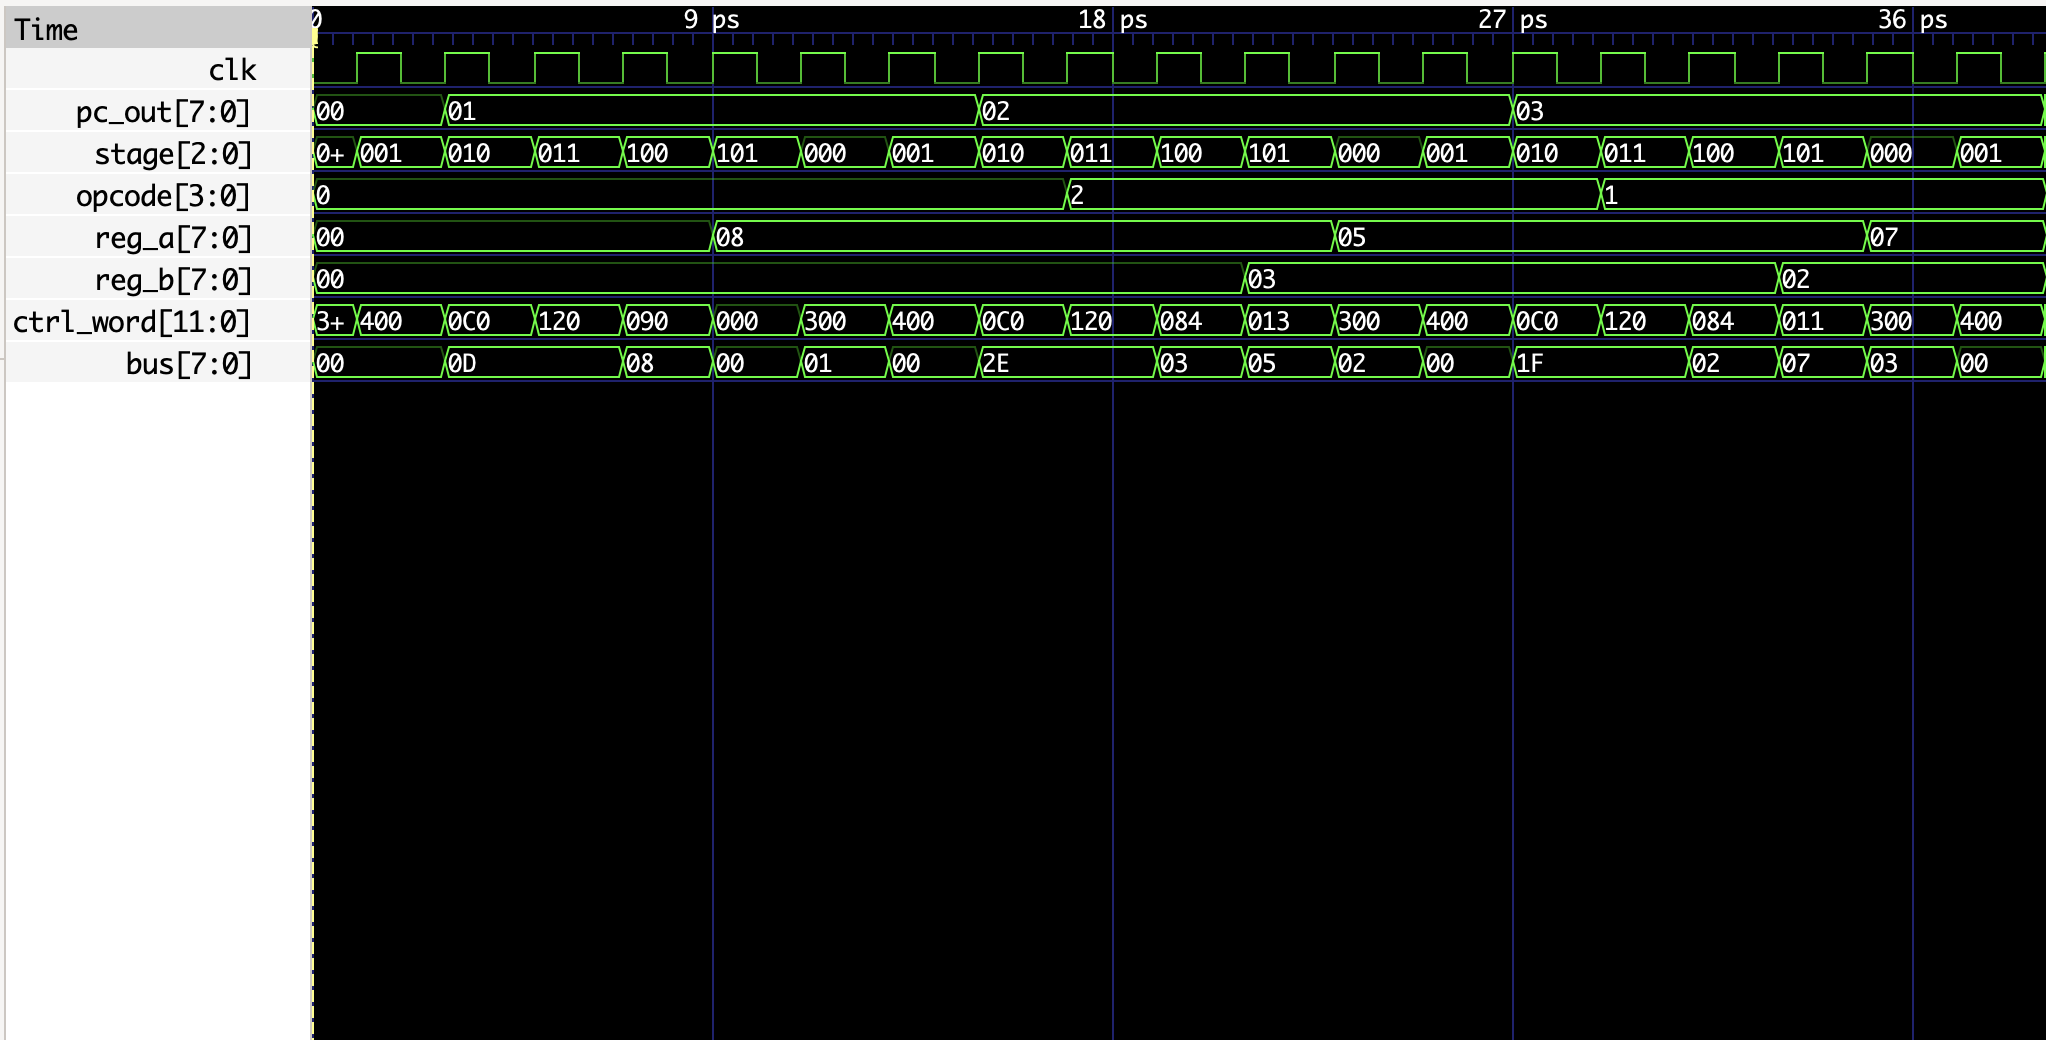 Time 0 9 ps 18 ps 27 ps 36 ps
clk
pc_out[7:0] 00 01 02 03
stage[2:0] 0+ 001 010 011 100 101 000 001 010 011 100 101 000 001 010 011 100 101 000 001
opcode[3:0] 0 2 1
reg_a[7:0] 00 08 05 07
reg_b[7:0] 00 03 02
ctrl_word[11:0] 3+ 400 0C0 120 090 000 300 400 0C0 120 084 013 300 400 0C0 120 084 011 300 400
bus[7:0] 00 0D 08 00 01 00 2E 03 05 02 00 1F 02 07 03 00